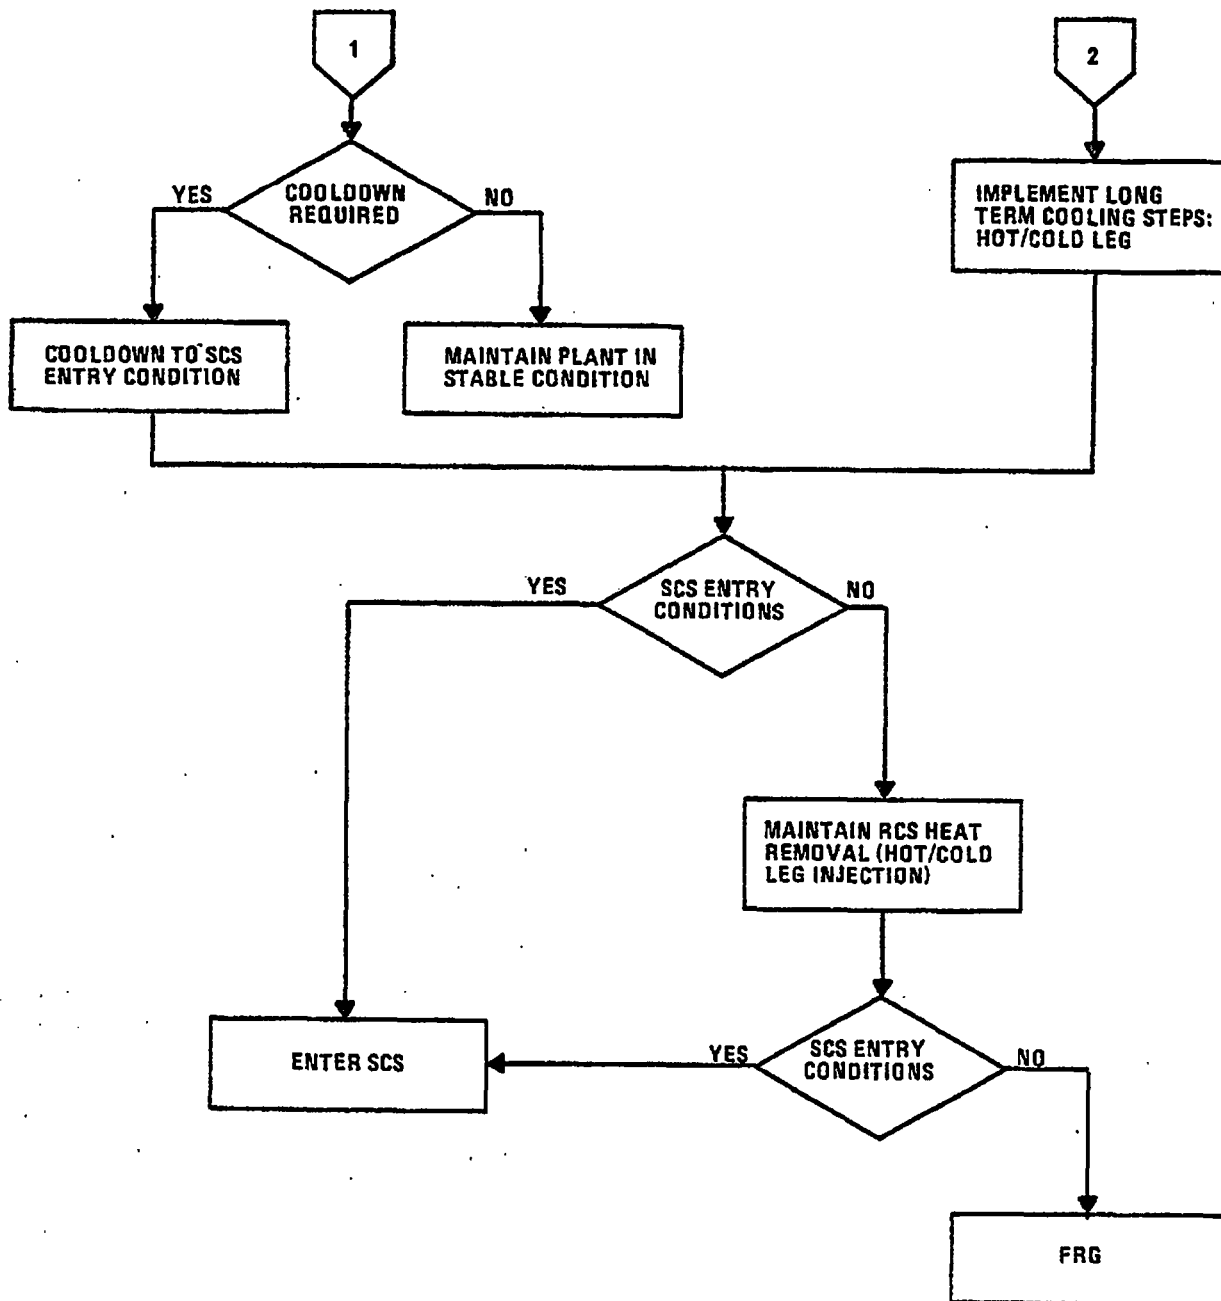 1
2
COOLDOWN
REQUIRED
YES
NO
IMPLEMENT LONG
TERM COOLING STEPS:
HOT/COLD LEG
COOLDOWN TO SCS
ENTRY CONDITION
MAINTAIN PLANT IN
STABLE CONDITION
YES
SCS ENTRY
CONDITIONS
NO
MAINTAIN RCS HEAT
REMOVAL (HOT/COLD
LEG INJECTION)
ENTER SCS
YES
SCS ENTRY
CONDITIONS
NO
FRG